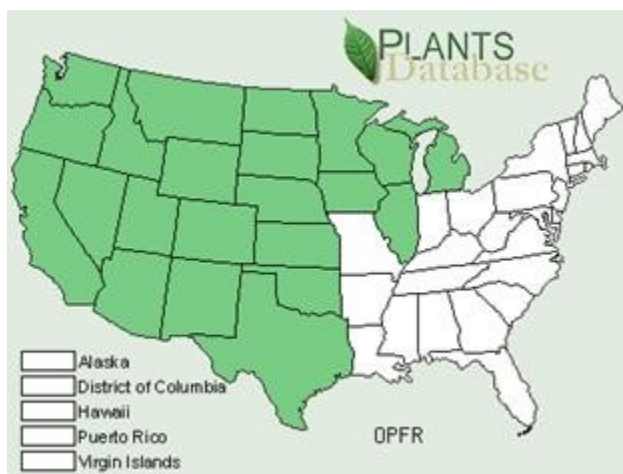 PLANTS
Database
Alaska
District of Columbia
Hawaii
Puerto Rico
Virgin Islands
OPFR